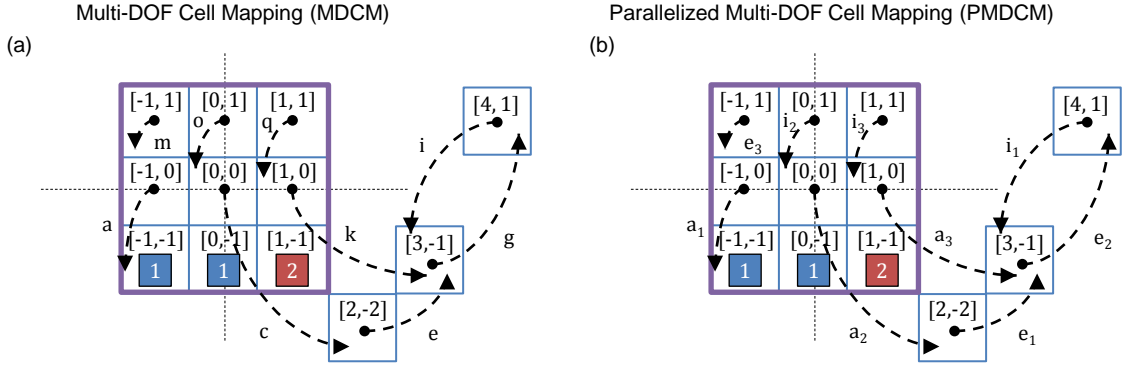 Multi-DOF Cell Mapping (MDCM)
(a)
[-1, 1] [0, 1] [1, 1] [4, 1]
m o q i
[-1, 0] [0, 0] [1, 0]
a k [3,-1] g
[-1,-1] [0,-1] [1,-1]
1 1 2
[2,-2]
c e
Parallelized Multi-DOF Cell Mapping (PMDCM)
(b)
[-1, 1] [0, 1] [1, 1] [4, 1]
e₃ i₂ i₃ i₁
[-1, 0] [0, 0] [1, 0]
a₁ a₃ [3,-1] e₂
[-1,-1] [0,-1] [1,-1]
1 1 2
[2,-2]
a₂ e₁